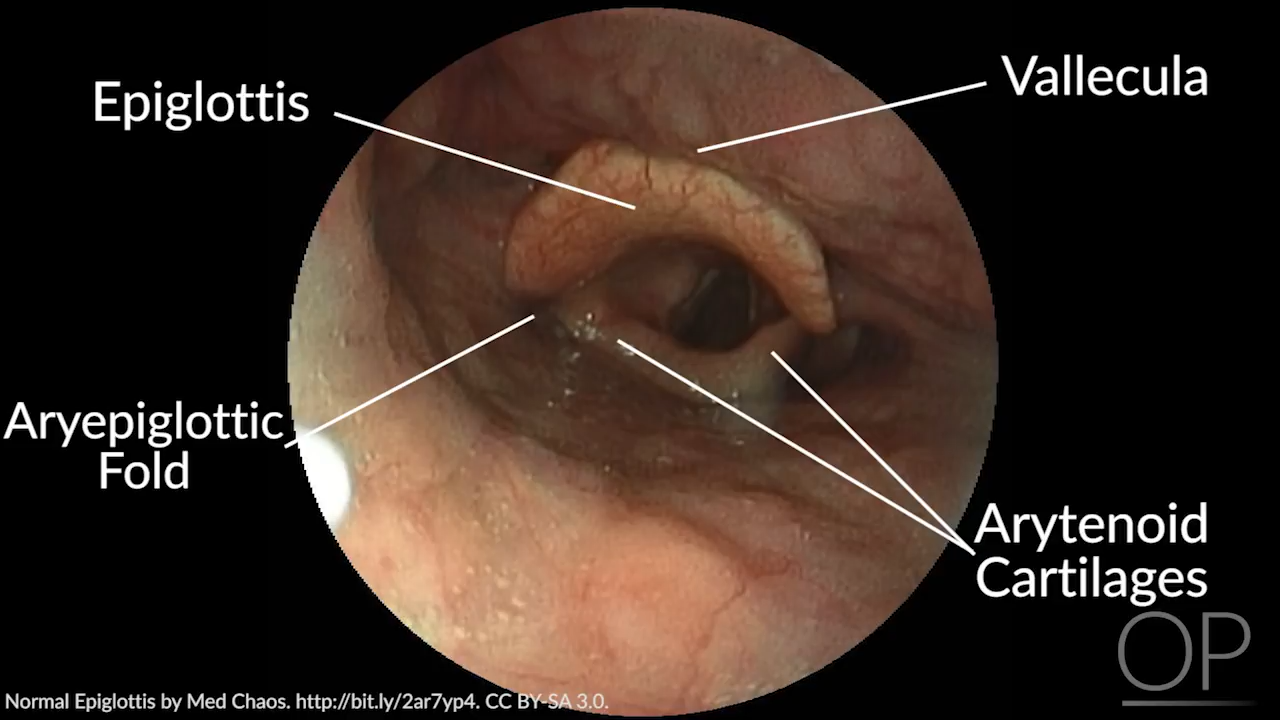 Epiglottis
Vallecula
Aryepiglottic
Fold
Arytenoid
Cartilages
OP
Normal Epiglottis by Med Chaos. http://bit.ly/2ar7yp4. CC BY-SA 3.0.